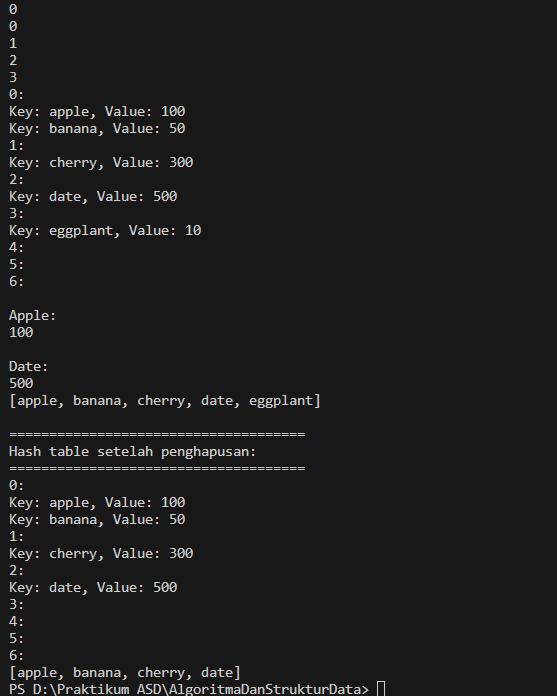 0
0
1
2
3
0:
Key: apple, Value: 100
Key: banana, Value: 50
1:
Key: cherry, Value: 300
2:
Key: date, Value: 500
3:
Key: eggplant, Value: 10
4:
5:
6:
Apple:
100
Date:
500
[apple, banana, cherry, date, eggplant]
=====================================
Hash table setelah penghapusan:
=====================================
0:
Key: apple, Value: 100
Key: banana, Value: 50
1:
Key: cherry, Value: 300
2:
Key: date, Value: 500
3:
4:
5:
6:
[apple, banana, cherry, date]
PS D:\Praktikum ASD\AlgoritmaDanStrukturData>